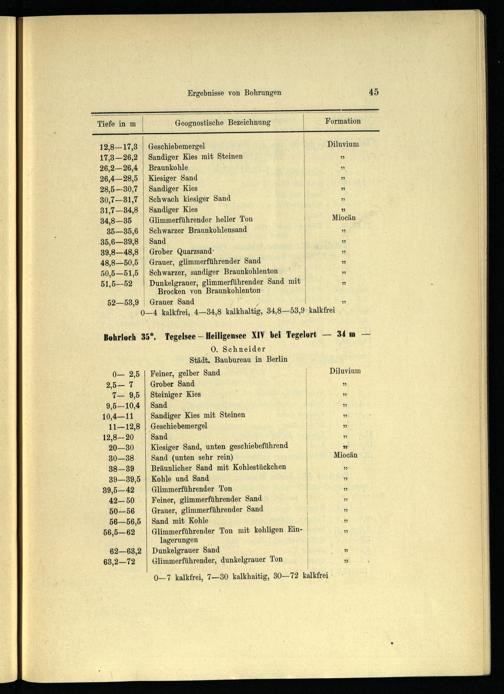 Ergebnisse von Bohrungen 45
Tiefe in m Geognostische Bezeichnung Formation
12,8—17,3 Geschiebemergel Diluvium
17,3—26,2 Sandiger Kies mit Steinen „
26,2—26,4 Braunkohle „
26,4—28,5 Kiesiger Sand „
28,5—30,7 Sandiger Kies „
30,7—31,7 Schwach kiesiger Sand „
31,7—34,8 Sandiger Kies „
34,8—35 Glimmerführender heller Ton Miocän
35—35,6 Schwarzer Braunkohlensand „
35,6—39,8 Sand „
39,8—48,8 Grober Quarzsand „
48,8—50,5 Grauer, glimmerführender Sand „
50,5—51,5 Schwarzer, sandiger Braunkohlenton „
51,5—52 Dunkelgrauer, glimmerführender Sand mit „
Brocken von Braunkohlenton
52—53,9 Grauer Sand „
0—4 kalkfrei, 4—34,8 kalkhaltig, 34,8—53,9 kalkfrei
Bohrloch 35°. Tegelsee—Heiligensee XIV bei Tegelort — 34 m —
O. Schneider
Städt. Baubureau in Berlin
0— 2,5 Feiner, gelber Sand Diluvium
2,5— 7 Grober Sand „
7— 9,5 Steiniger Kies „
9,5—10,4 Sand „
10,4—11 Sandiger Kies mit Steinen „
11—12,8 Geschiebemergel „
12,8—20 Sand „
20—30 Kiesiger Sand, unten geschiebeführend „
30—38 Sand (unten sehr rein) Miocän
38—39 Bräunlicher Sand mit Kohlestückchen „
39—39,5 Kohle und Sand „
39,5—42 Glimmerführender Ton „
42—50 Feiner, glimmerführender Sand „
50—56 Grauer, glimmerführender Sand „
56—56,5 Sand mit Kohle „
56,5—62 Glimmerführender Ton mit kohligen Ein- „
lagerungen
62—63,2 Dunkelgrauer Sand „
63,2—72 Glimmerführender, dunkelgrauer Ton „
0—7 kalkfrei, 7—30 kalkhaltig, 30—72 kalkfrei